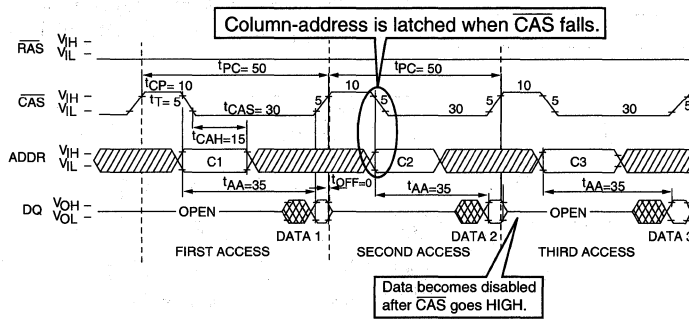 Column-address is latched when CAS falls.
RAS VIH VIL
tPC= 50 tPC= 50
tCP= 10 10 10
CAS VIH VIL tT= 5 tCAS= 30 5 5 30 5 5 30 5
tCAH=15
ADDR VIH VIL C1 C2 C3
tAA=35 tOFF=0 tAA=35 tAA=35
DQ VOH VOL OPEN OPEN
DATA 1 DATA 2 DATA 3
FIRST ACCESS SECOND ACCESS THIRD ACCESS
Data becomes disabled
after CAS goes HIGH.